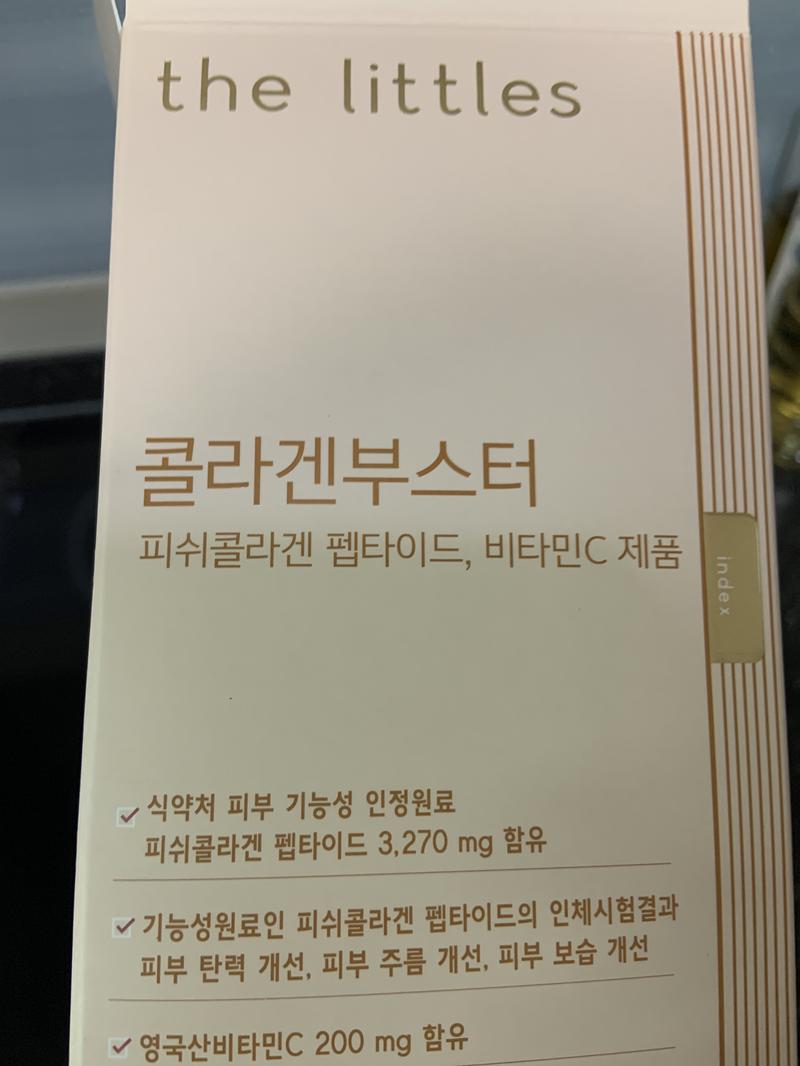 the littles
콜라겐부스터
피쉬콜라겐 펩타이드, 비타민C 제품
index
식약처 피부 기능성 인정원료
피쉬콜라겐 펩타이드 3,270 mg 함유
기능성원료인 피쉬콜라겐 펩타이드의 인체시험결과
피부 탄력 개선, 피부 주름 개선, 피부 보습 개선
영국산비타민C 200 mg 함유